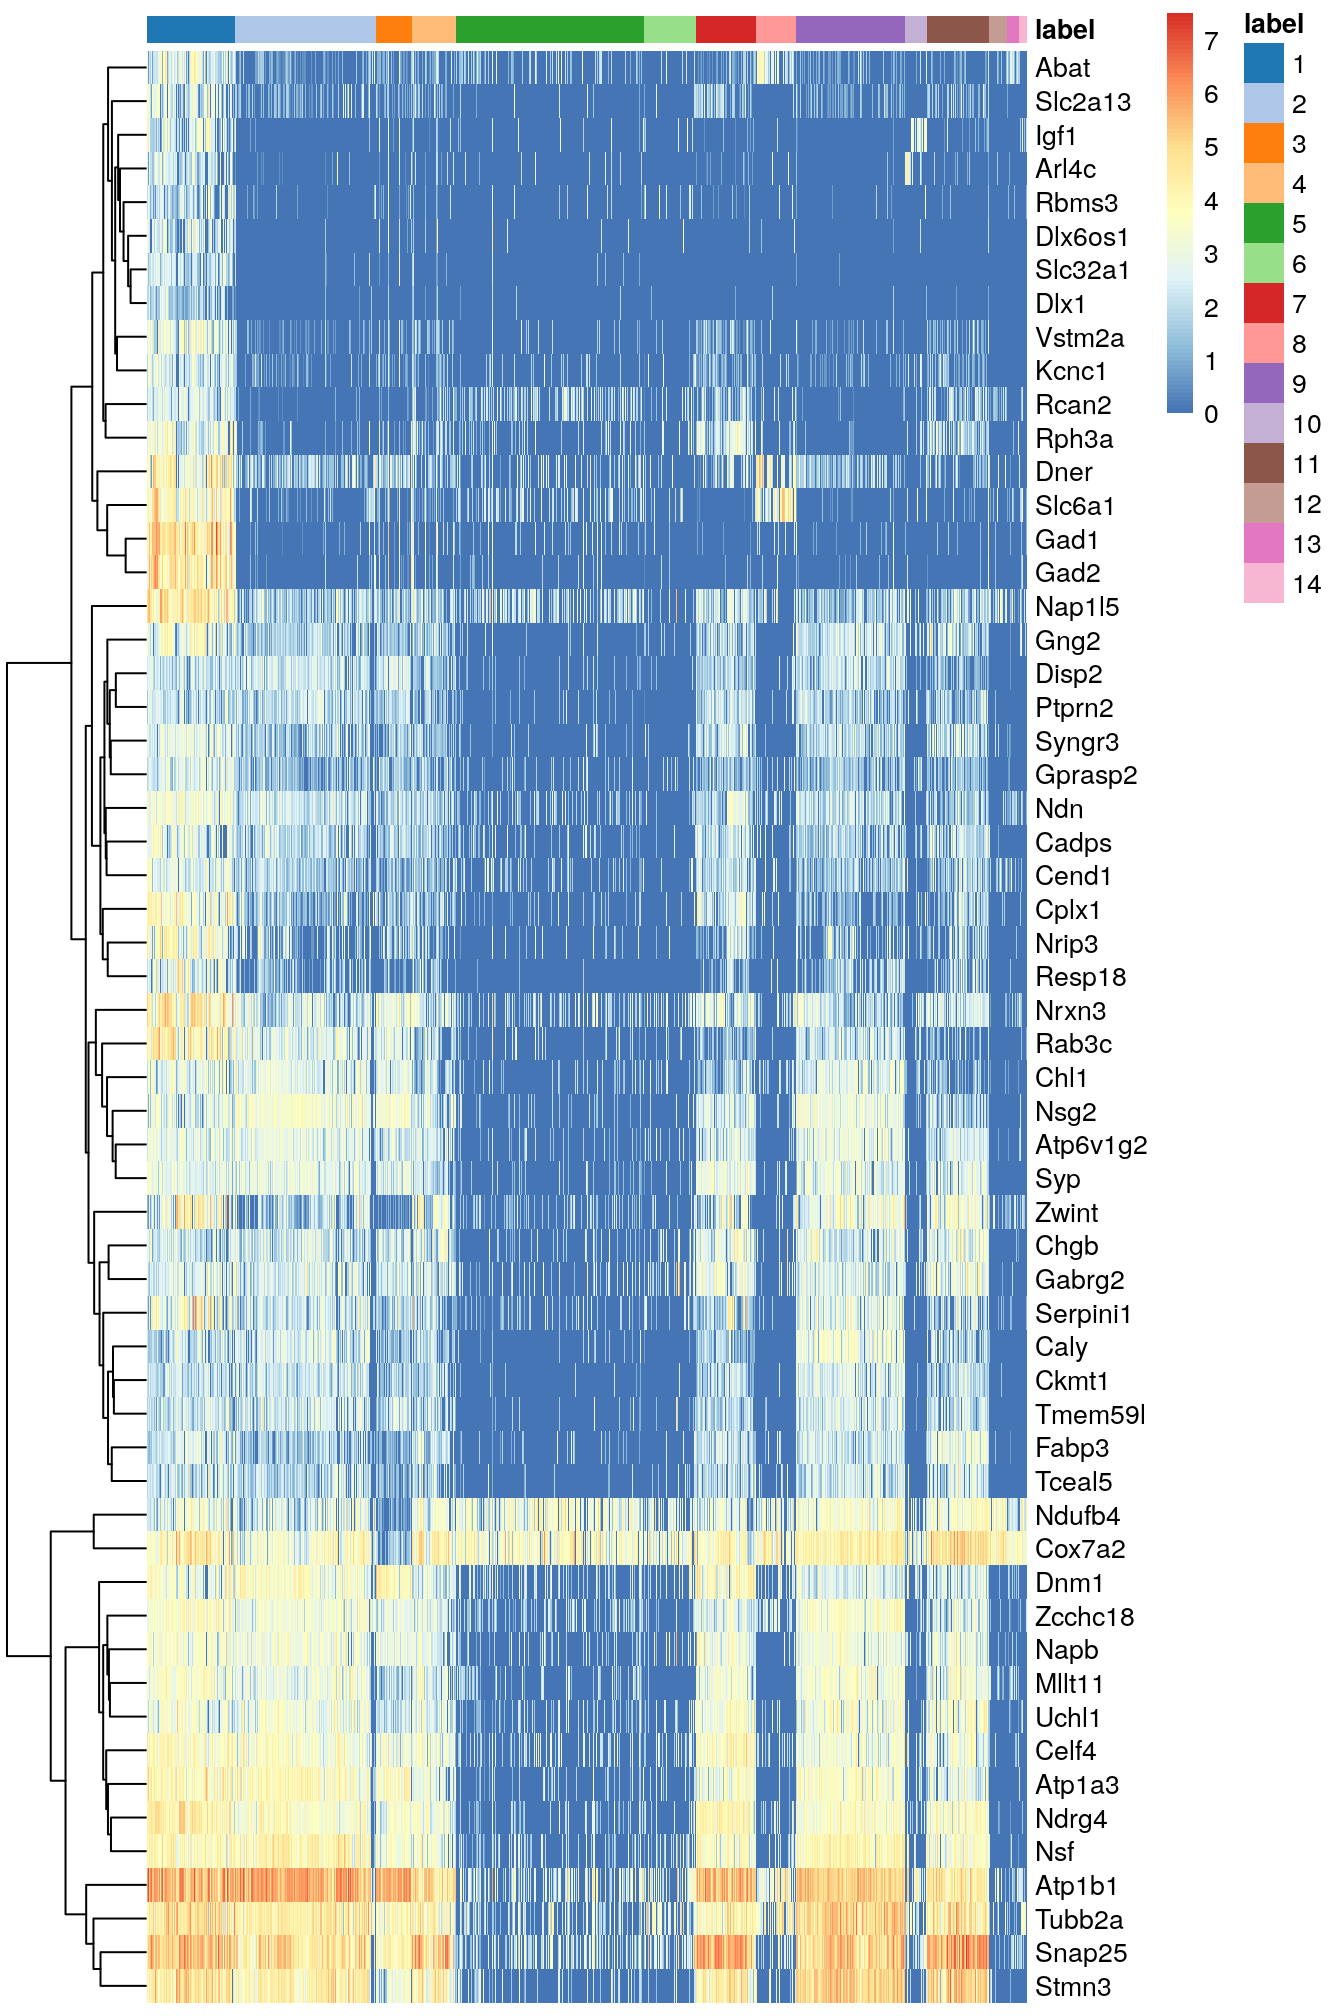 label
Abat
Slc2a13
Igf1
Arl4c
Rbms3
Dlx6os1
Slc32a1
Dlx1
Vstm2a
Kcnc1
Rcan2
Rph3a
Dner
Slc6a1
Gad1
Gad2
Nap1l5
Gng2
Disp2
Ptprn2
Syngr3
Gprasp2
Ndn
Cadps
Cend1
Cplx1
Nrip3
Resp18
Nrxn3
Rab3c
Chl1
Nsg2
Atp6v1g2
Syp
Zwint
Chgb
Gabrg2
Serpini1
Caly
Ckmt1
Tmem59l
Fabp3
Tceal5
Ndufb4
Cox7a2
Dnm1
Zcchc18
Napb
Mllt11
Uchl1
Celf4
Atp1a3
Ndrg4
Nsf
Atp1b1
Tubb2a
Snap25
Stmn3
7
6
5
4
3
2
1
0
label
1
2
3
4
5
6
7
8
9
10
11
12
13
14